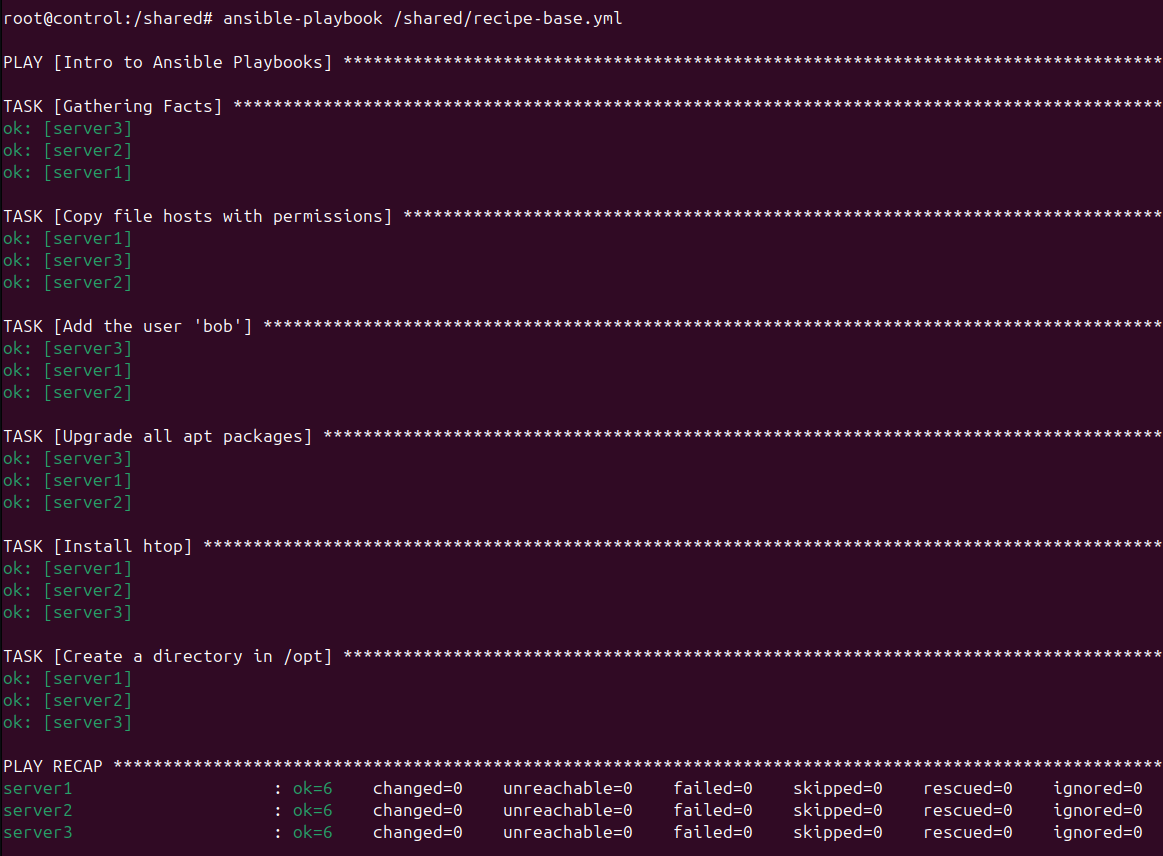 root@control:/shared# ansible-playbook /shared/recipe-base.yml
PLAY [Intro to Ansible Playbooks] **********************************************************************************
TASK [Gathering Facts] *********************************************************************************************
ok: [server3]
ok: [server2]
ok: [server1]
TASK [Copy file hosts with permissions] ****************************************************************************
ok: [server1]
ok: [server3]
ok: [server2]
TASK [Add the user 'bob'] ******************************************************************************************
ok: [server3]
ok: [server1]
ok: [server2]
TASK [Upgrade all apt packages] ************************************************************************************
ok: [server3]
ok: [server1]
ok: [server2]
TASK [Install htop] ************************************************************************************************
ok: [server1]
ok: [server2]
ok: [server3]
TASK [Create a directory in /opt] **********************************************************************************
ok: [server1]
ok: [server2]
ok: [server3]
PLAY RECAP *********************************************************************************************************
server1                    : ok=6    changed=0    unreachable=0    failed=0    skipped=0    rescued=0    ignored=0
server2                    : ok=6    changed=0    unreachable=0    failed=0    skipped=0    rescued=0    ignored=0
server3                    : ok=6    changed=0    unreachable=0    failed=0    skipped=0    rescued=0    ignored=0